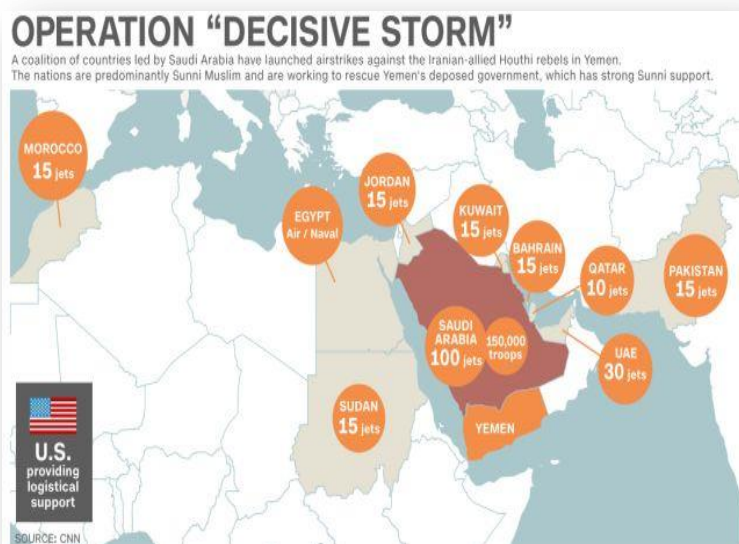 OPERATION “DECISIVE STORM”
A coalition of countries led by Saudi Arabia have launched airstrikes against the Iranian-allied Houthi rebels in Yemen.
The nations are predominantly Sunni Muslim and are working to rescue Yemen's deposed government, which has strong Sunni support.
MOROCCO
15 jets
EGYPT
Air / Naval
JORDAN
15 jets
KUWAIT
15 jets
BAHRAIN
15 jets
QATAR
10 jets
PAKISTAN
15 jets
SAUDI
ARABIA
100 jets
150,000
troops
UAE
30 jets
SUDAN
15 jets
YEMEN
U.S.
providing
logistical
support
SOURCE: CNN